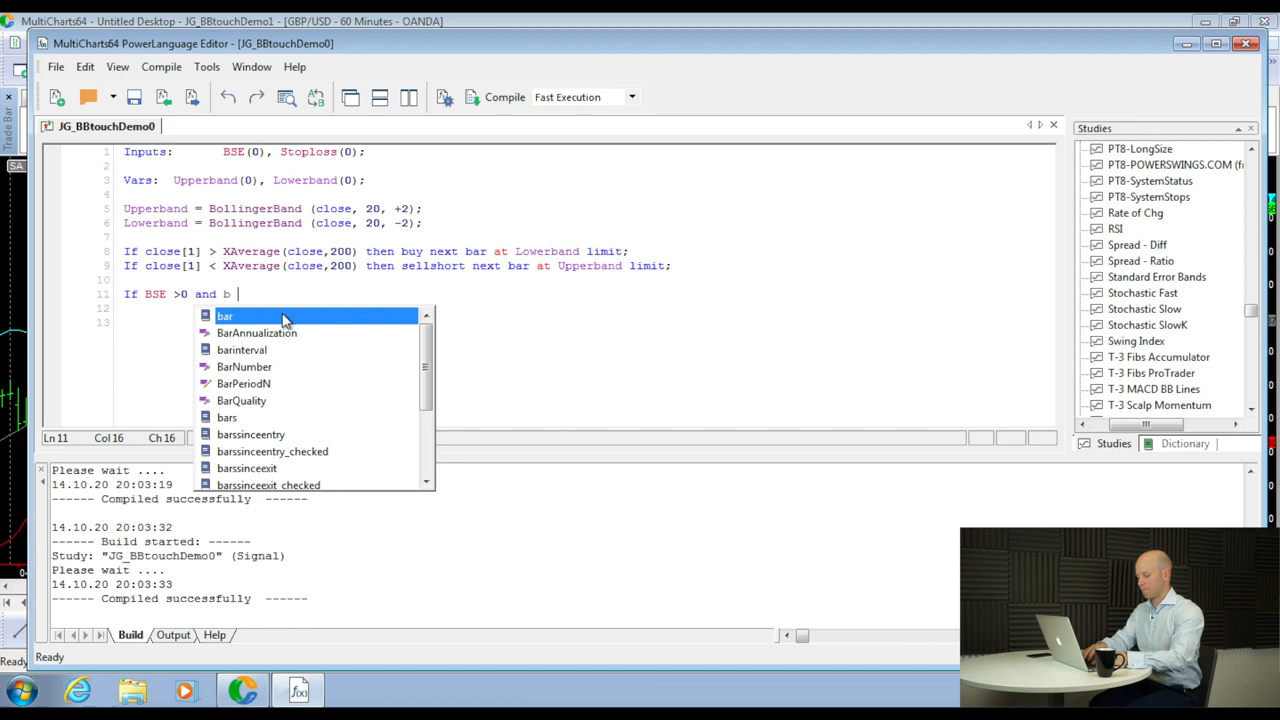 MultiCharts64 - Untitled Desktop - JG_BBtouchDemo1 - [GBP/USD - 60 Minutes - OANDA]
MultiCharts64 PowerLanguage Editor - [JG_BBtouchDemo0]
File Edit View Compile Tools Window Help
Compile Fast Execution
JG_BBtouchDemo0
Trade Bar
SA
1 Inputs: BSE(0), Stoploss(0);
2
3 Vars: Upperband(0), Lowerband(0);
4
5 Upperband = BollingerBand (close, 20, +2);
6 Lowerband = BollingerBand (close, 20, -2);
7
8 If close[1] > XAverage(close,200) then buy next bar at Lowerband limit;
9 If close[1] < XAverage(close,200) then sellshort next bar at Upperband limit;
10
11 If BSE >0 and b
12
13
bar
BarAnnualization
barinterval
BarNumber
BarPeriodN
BarQuality
bars
barssinceentry
barssinceentry_checked
barssinceexit
barssinceexit_checked
Ln 11 Col 16 Ch 16
Studies
PT8-LongSize
PT8-POWERSWINGS.COM (f
PT8-SystemStatus
PT8-SystemStops
Rate of Chg
RSI
Spread - Diff
Spread - Ratio
Standard Error Bands
Stochastic Fast
Stochastic Slow
Stochastic SlowK
Swing Index
T-3 Fibs Accumulator
T-3 Fibs ProTrader
T-3 MACD BB Lines
T-3 Scalp Momentum
Studies Dictionary
Please wait ....
14.10.20 20:03:19
------ Compiled successfully ------
14.10.20 20:03:32
------ Build started: ------
Study: "JG_BBtouchDemo0" (Signal)
Please wait ....
14.10.20 20:03:33
------ Compiled successfully ------
Build Output Help
Ready
Ready